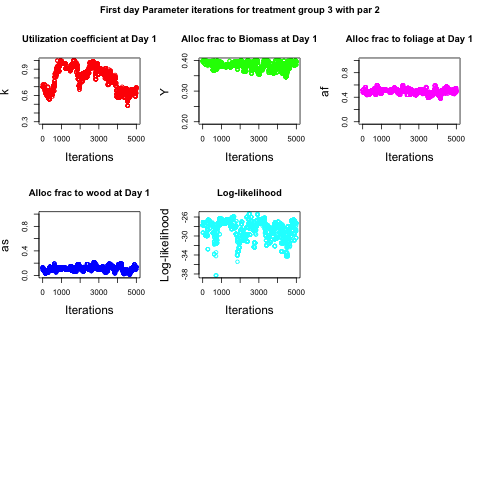 First day Parameter iterations for treatment group 3 with par 2
Utilization coefficient at Day 1
k
0.3 0.6 0.9
0 1000 3000 5000
Iterations
Alloc frac to Biomass at Day 1
Y
0.20 0.30 0.40
0 1000 3000 5000
Iterations
Alloc frac to foliage at Day 1
af
0.0 0.4 0.8
0 1000 3000 5000
Iterations
Alloc frac to wood at Day 1
as
0.0 0.4 0.8
0 1000 3000 5000
Iterations
Log-likelihood
Log-likelihood
-38 -34 -30 -26
0 1000 3000 5000
Iterations